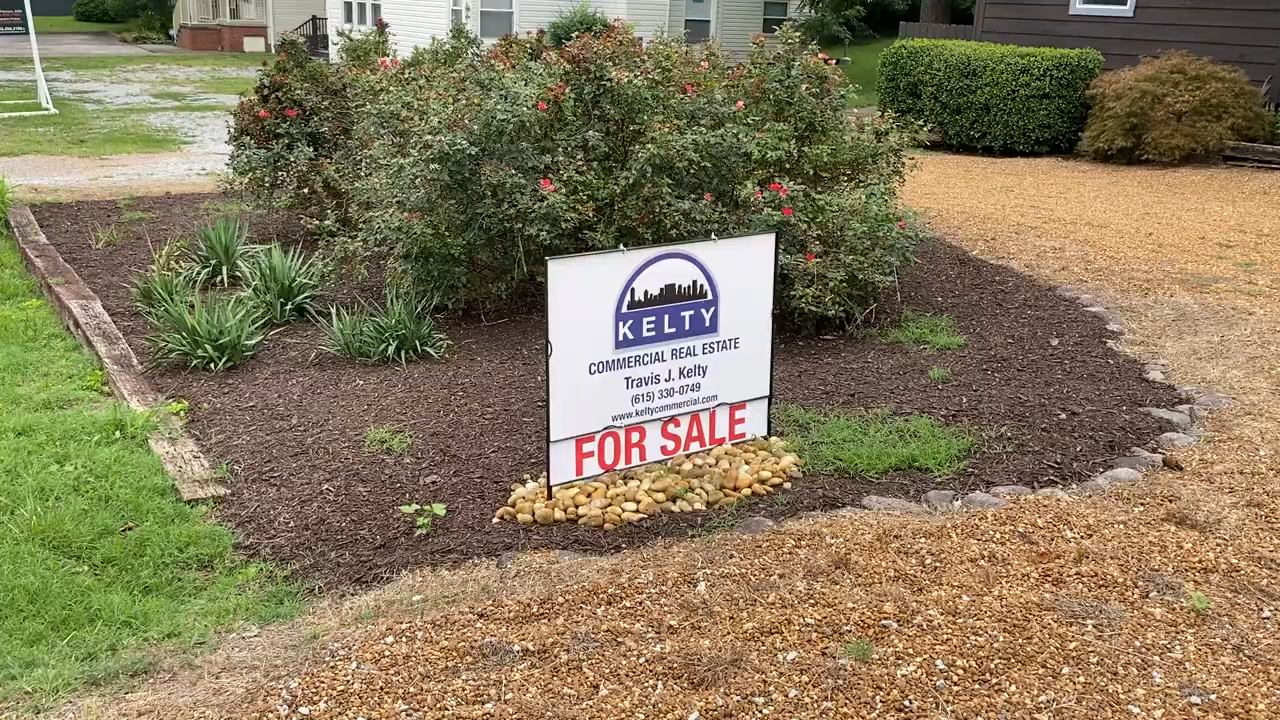 KELTY
COMMERCIAL REAL ESTATE
Travis J. Kelty
(615) 330-0749
www.keltycommercial.com
FOR SALE